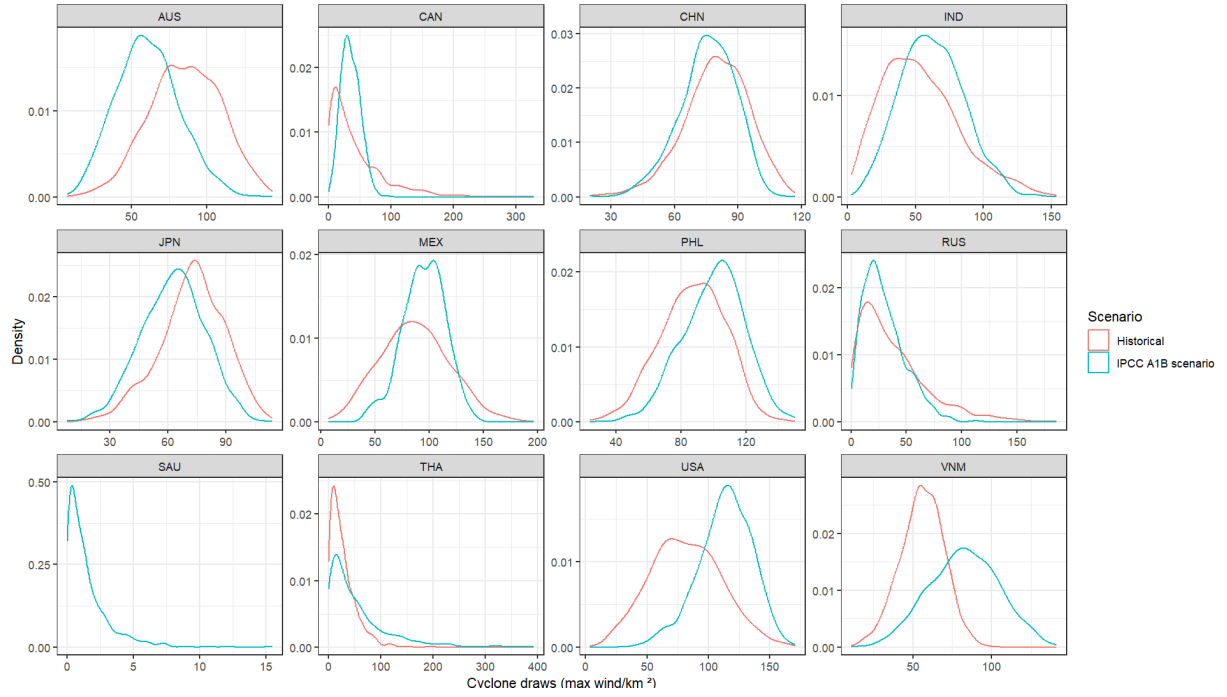 AUS CAN CHN IND
0.01
0.00
50 100
0.02
0.01
0.00
0 100 200 300
0.03
0.02
0.01
0.00
30 60 90 120
0.01
0.00
0 50 100 150
JPN MEX PHL RUS
0.02
0.01
0.00
30 60 90
0.02
0.01
0.00
0 50 100 150 200
0.02
0.01
0.00
40 80 120
0.02
0.01
0.00
0 50 100 150
SAU THA USA VNM
0.50
0.25
0.00
0 5 10 15
0.02
0.01
0.00
0 100 200 300 400
0.01
0.00
50 100 150
0.02
0.01
0.00
50 100
Density
Cyclone draws (max wind/km ²)
Scenario
Historical
IPCC A1B scenario